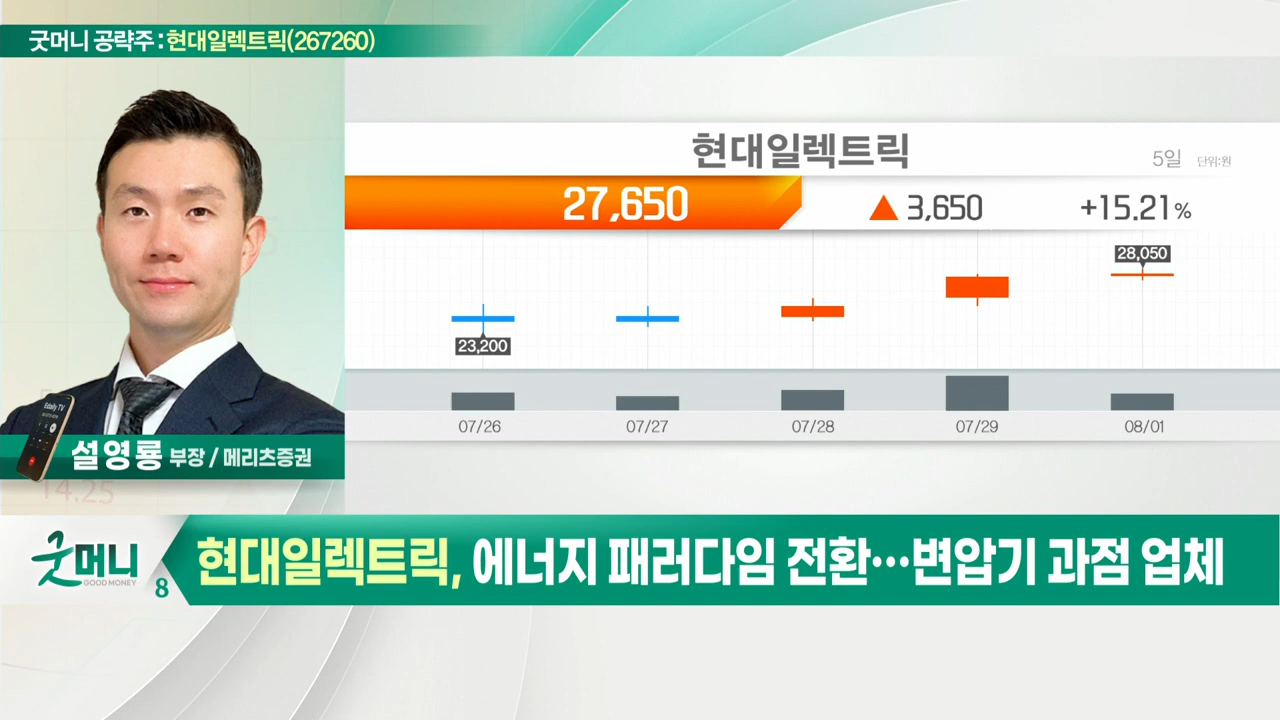 굿머니 공략주 : 현대일렉트릭(267260)
현대일렉트릭
5일 단위:원
27,650 ▲ 3,650 +15.21%
28,050
23,200
07/26 07/27 07/28 07/29 08/01
Edaily TV
설영룡 부장 / 메리츠증권
14.25
굿머니
GOOD MONEY
8
현대일렉트릭, 에너지 패러다임 전환…변압기 과점 업체